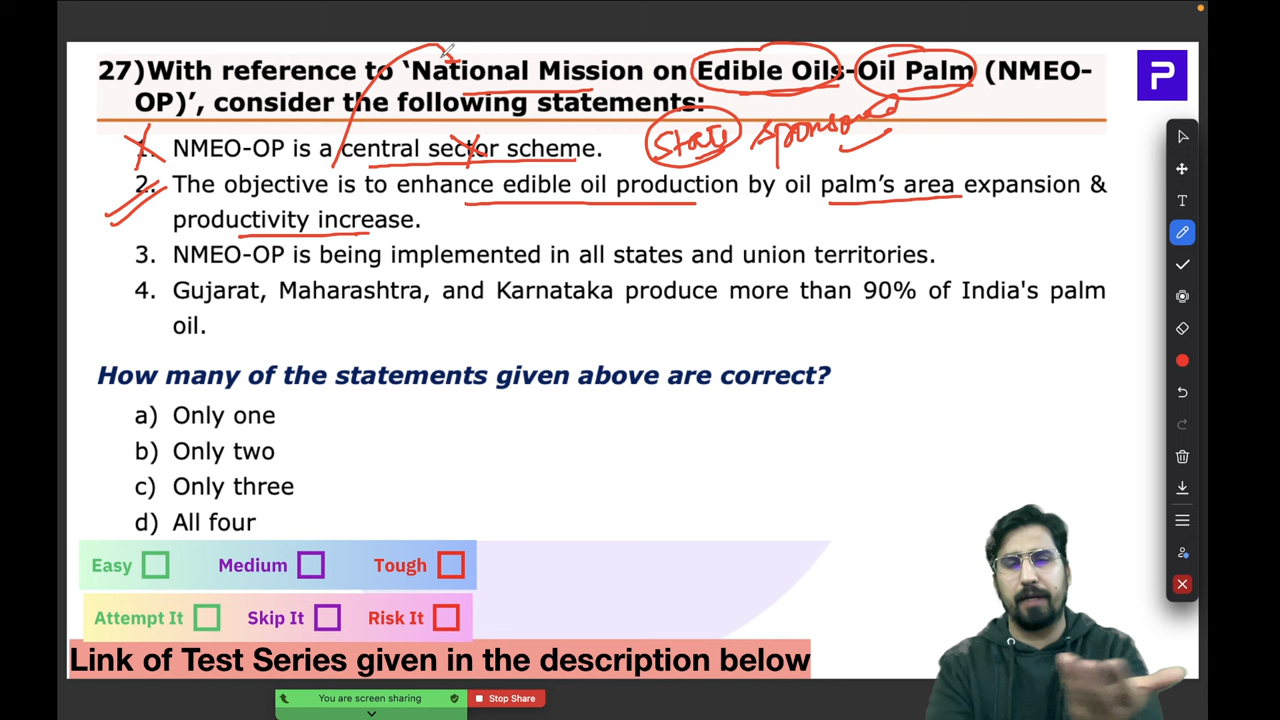 27)With reference to ‘National Mission on Edible Oils-Oil Palm (NMEO-
OP)’, consider the following statements:
1. NMEO-OP is a central sector scheme.
State sponsored
2. The objective is to enhance edible oil production by oil palm’s area expansion &
productivity increase.
3. NMEO-OP is being implemented in all states and union territories.
4. Gujarat, Maharashtra, and Karnataka produce more than 90% of India's palm
oil.
How many of the statements given above are correct?
a) Only one
b) Only two
c) Only three
d) All four
Easy Medium Tough
Attempt It Skip It Risk It
Link of Test Series given in the description below
You are screen sharing Stop Share
P
T